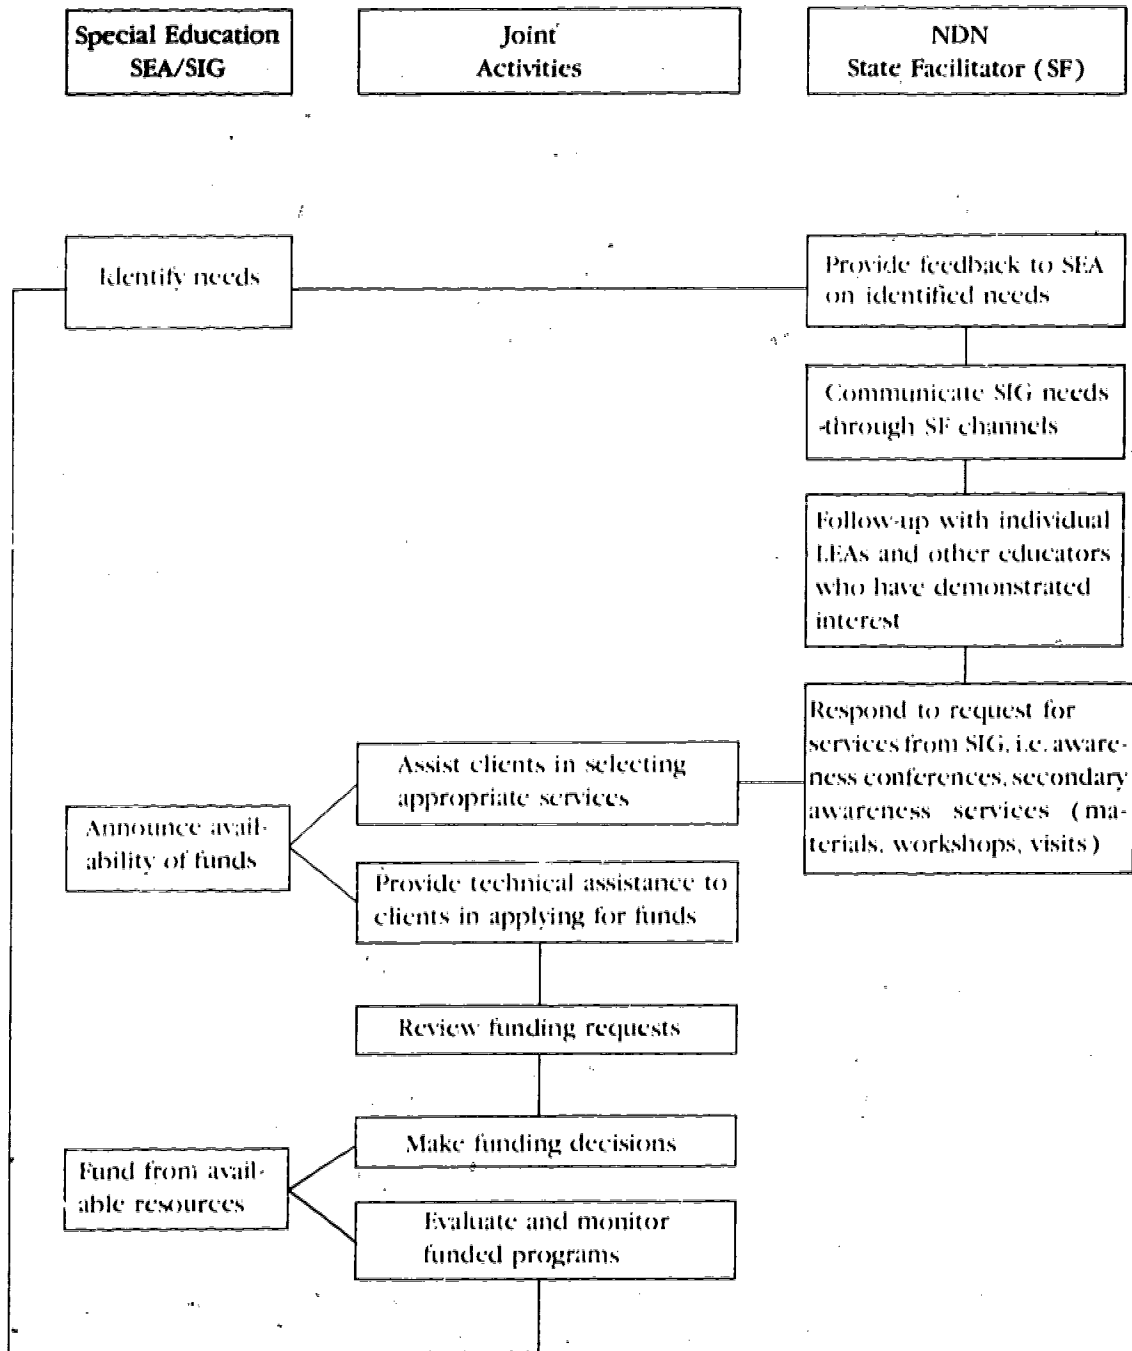 Special Education
SEA/SIG
Joint
Activities
NDN
State Facilitator (SF)
Identify needs
Provide feedback to SEA
on identified needs
Communicate SIG needs
through SF channels
Follow-up with individual
LEAs and other educators
who have demonstrated
interest
Respond to request for
services from SIG, i.e. aware-
ness conferences, secondary
awareness services (ma-
terials, workshops, visits)
Assist clients in selecting
appropriate services
Announce avail-
ability of funds
Provide technical assistance to
clients in applying for funds
Review funding requests
Make funding decisions
Fund from avail-
able resources
Evaluate and monitor
funded programs